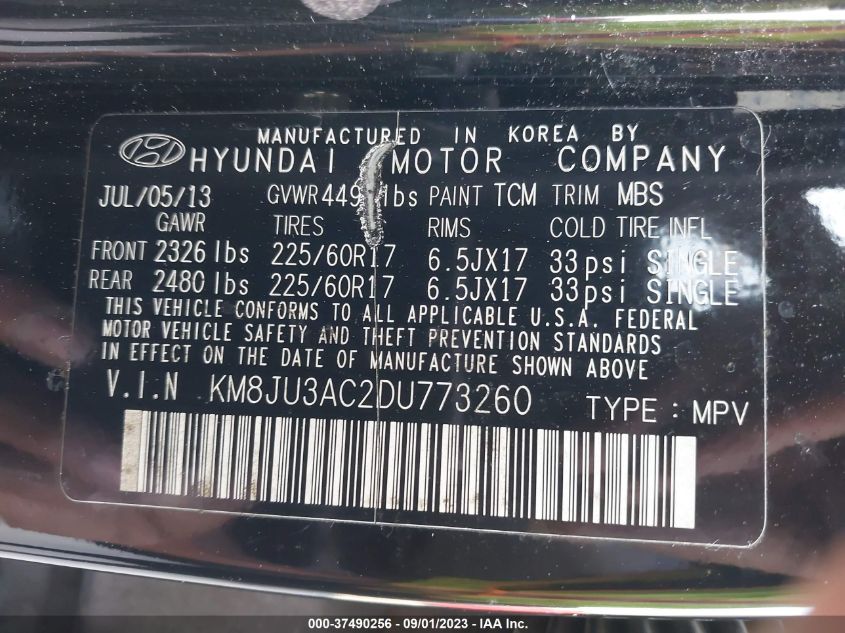 MANUFACTURED IN KOREA BY
HYUNDAI MOTOR COMPANY
JUL/05/13 GVWR 449 lbs PAINT TCM TRIM MBS
GAWR TIRES RIMS COLD TIRE INFL
FRONT 2326 lbs 225/60R17 6.5JX17 33psi SINGLE
REAR 2480 lbs 225/60R17 6.5JX17 33psi SINGLE
THIS VEHICLE CONFORMS TO ALL APPLICABLE U.S.A. FEDERAL
MOTOR VEHICLE SAFETY AND THEFT PREVENTION STANDARDS
IN EFFECT ON THE DATE OF MANUFACTURE SHOWN ABOVE
V.I.N KM8JU3AC2DU773260 TYPE : MPV
000-37490256 - 09/01/2023 - © IAA Inc.